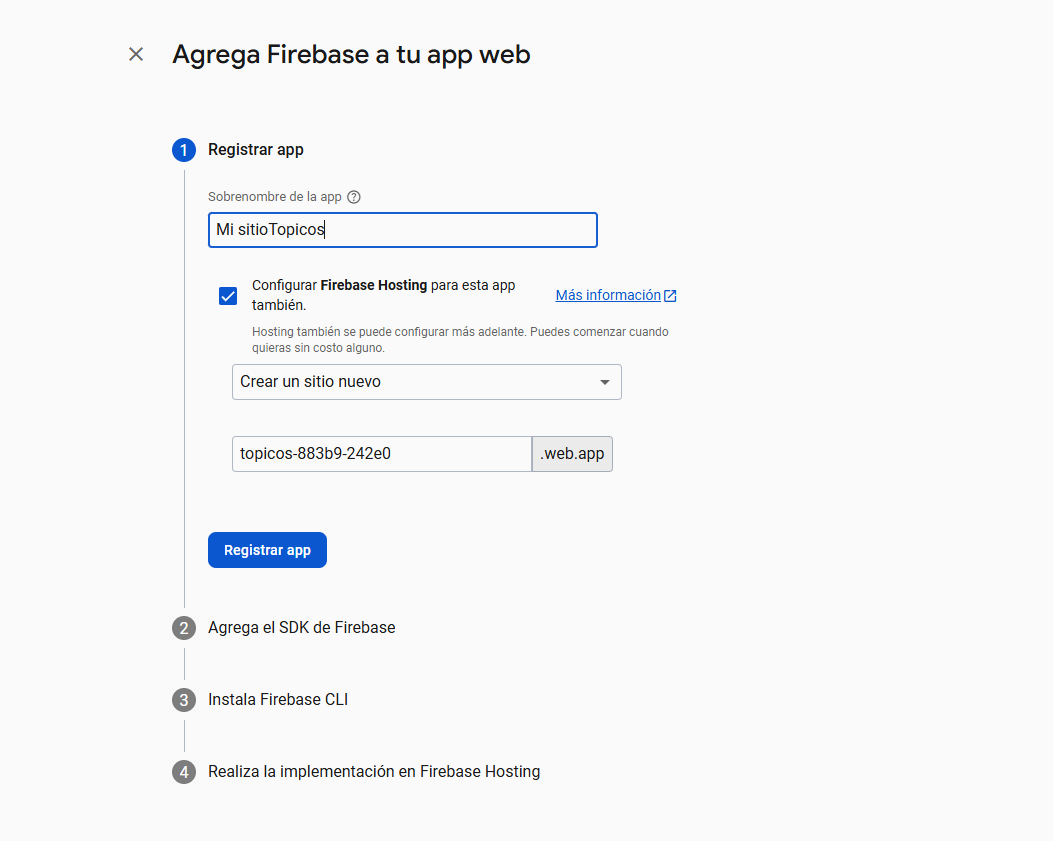 Agrega Firebase a tu app web
1 Registrar app
Sobrenombre de la app ?
Mi sitioTopicos
Configurar Firebase Hosting para esta app
también.
Más información
Hosting también se puede configurar más adelante. Puedes comenzar cuando
quieras sin costo alguno.
Crear un sitio nuevo
topicos-883b9-242e0 .web.app
Registrar app
2 Agrega el SDK de Firebase
3 Instala Firebase CLI
4 Realiza la implementación en Firebase Hosting